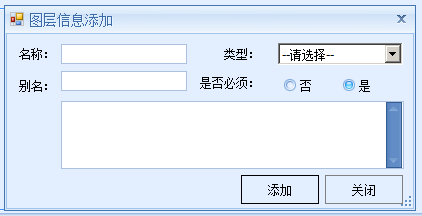 图层信息添加
名称： 类型： --请选择--
别名： 是否必须： 否 是
添加 关闭